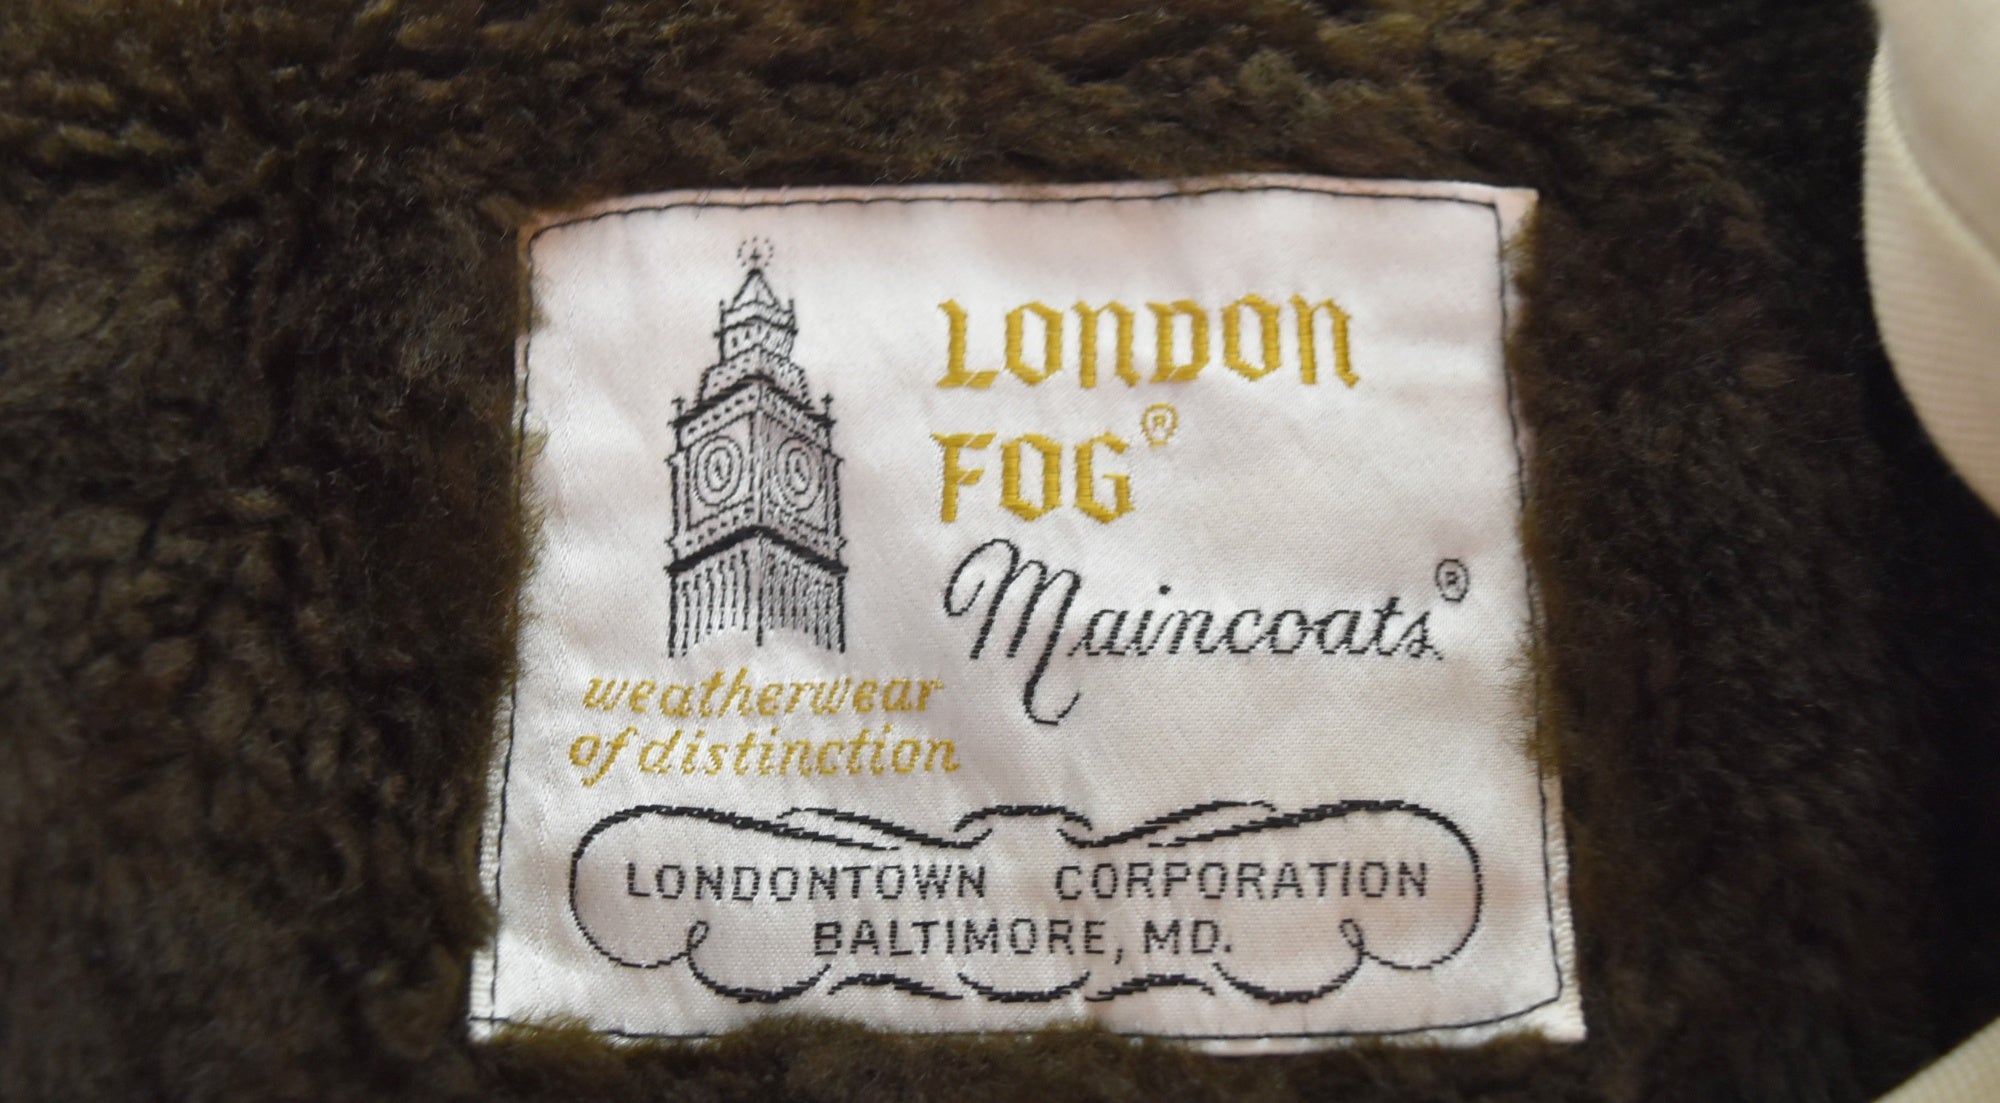 LONDON
FOG®
Maincoats®
weatherwear
of distinction
LONDONTOWN CORPORATION
BALTIMORE, MD.